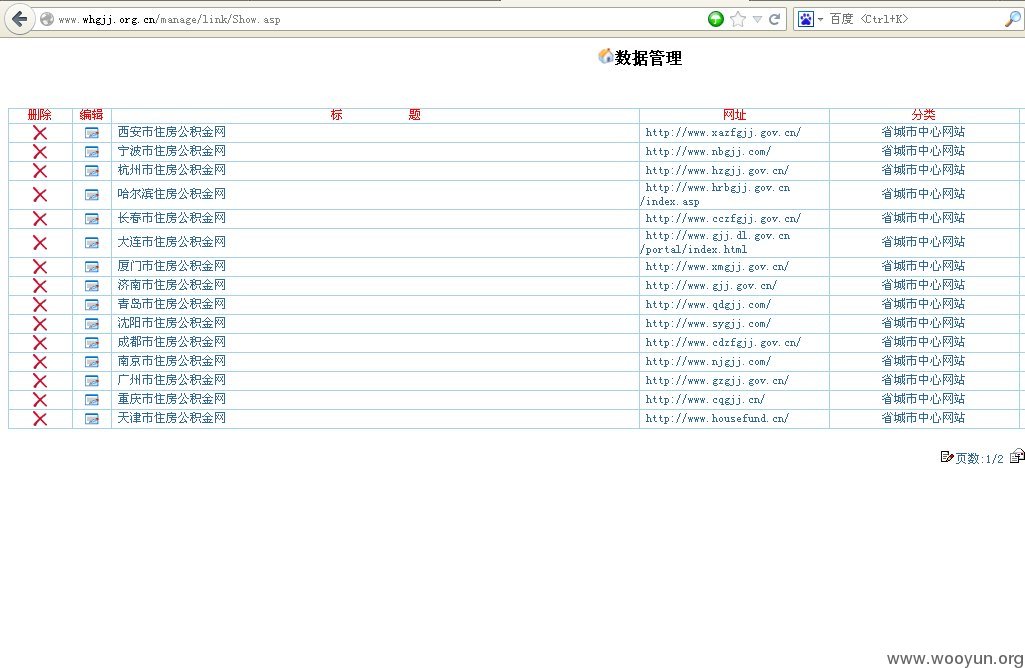 www.whgjj.org.cn/manage/link/Show.asp
百度 <Ctrl+K>
数据管理
删除 编辑 标 题 网址 分类
西安市住房公积金网 http://www.xazfgjj.gov.cn/ 省城市中心网站
宁波市住房公积金网 http://www.nbgjj.com/ 省城市中心网站
杭州市住房公积金网 http://www.hzgjj.gov.cn/ 省城市中心网站
哈尔滨住房公积金网 http://www.hrbgjj.gov.cn 省城市中心网站
/index.asp
长春市住房公积金网 http://www.cczfgjj.gov.cn/ 省城市中心网站
大连市住房公积金网 http://www.gjj.dl.gov.cn 省城市中心网站
/portal/index.html
厦门市住房公积金网 http://www.xmgjj.gov.cn/ 省城市中心网站
济南市住房公积金网 http://www.gjj.gov.cn/ 省城市中心网站
青岛市住房公积金网 http://www.qdgjj.com/ 省城市中心网站
沈阳市住房公积金网 http://www.sygjj.com/ 省城市中心网站
成都市住房公积金网 http://www.cdzfgjj.gov.cn/ 省城市中心网站
南京市住房公积金网 http://www.njgjj.com/ 省城市中心网站
广州市住房公积金网 http://www.gzgjj.gov.cn/ 省城市中心网站
重庆市住房公积金网 http://www.cqgjj.cn/ 省城市中心网站
天津市住房公积金网 http://www.housefund.cn/ 省城市中心网站
页数:1/2
www.wooyun.org